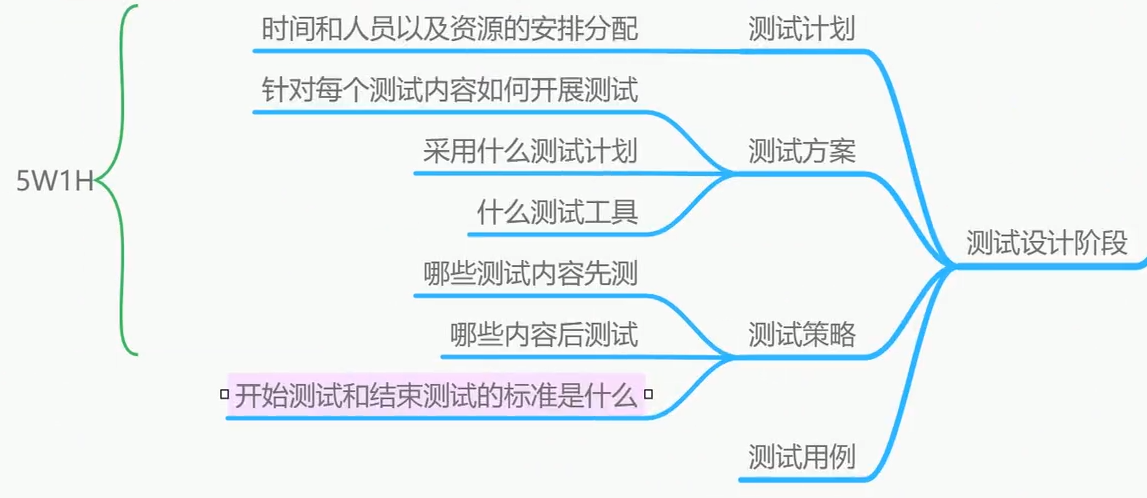 时间和人员以及资源的安排分配
测试计划
针对每个测试内容如何开展测试
采用什么测试计划
测试方案
5W1H
什么测试工具
测试设计阶段
哪些测试内容先测
哪些内容后测试
测试策略
开始测试和结束测试的标准是什么
测试用例